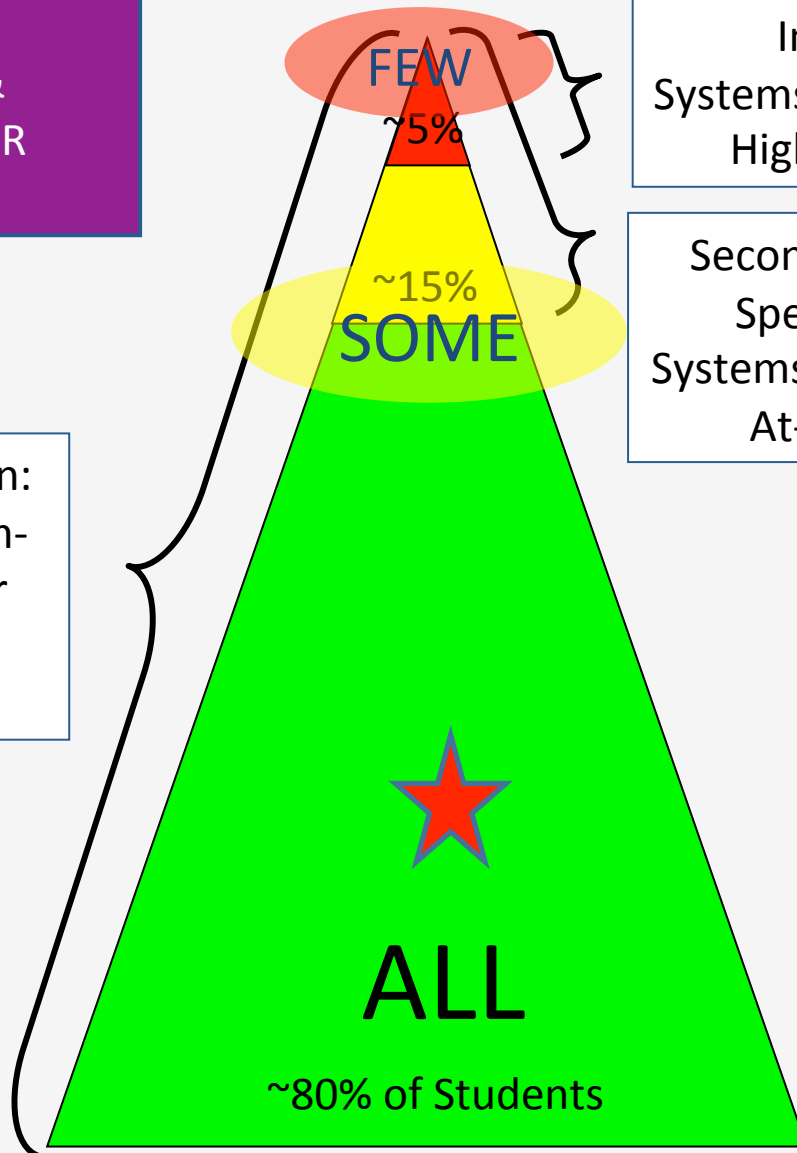 &
R
FEW
~5%
In
Systems
High
~15%
SOME
Secon
Spe
Systems
At-
n:
n-
r
ALL
~80% of Students